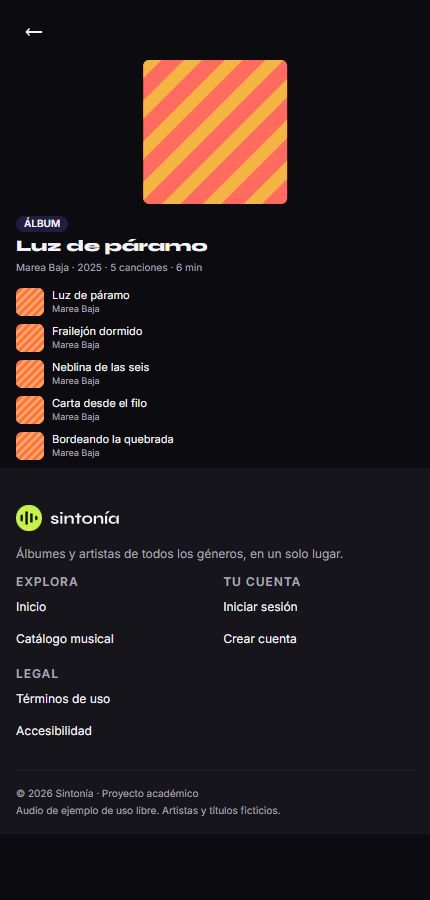 ÁLBUM
Luz de páramo
Marea Baja · 2025 · 5 canciones · 6 min
Luz de páramo
Marea Baja
Frailejón dormido
Marea Baja
Neblina de las seis
Marea Baja
Carta desde el filo
Marea Baja
Bordeando la quebrada
Marea Baja
sintonía
Álbumes y artistas de todos los géneros, en un solo lugar.
EXPLORA
Inicio
Catálogo musical
TU CUENTA
Iniciar sesión
Crear cuenta
LEGAL
Términos de uso
Accesibilidad
© 2026 Sintonía · Proyecto académico
Audio de ejemplo de uso libre. Artistas y títulos ficticios.